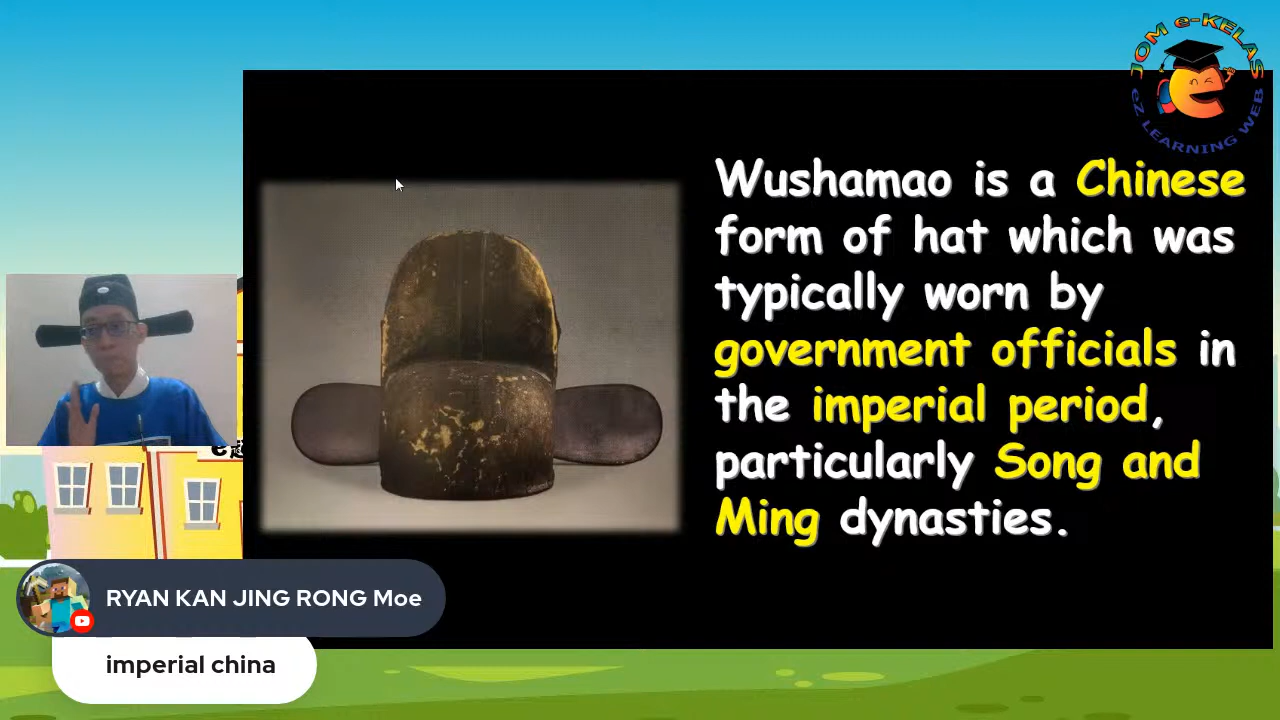 JOM e-KELAS
eZ LEARNING WEB
Wushamao is a Chinese
form of hat which was
typically worn by
government officials in
the imperial period,
particularly Song and
Ming dynasties.
RYAN KAN JING RONG Moe
imperial china